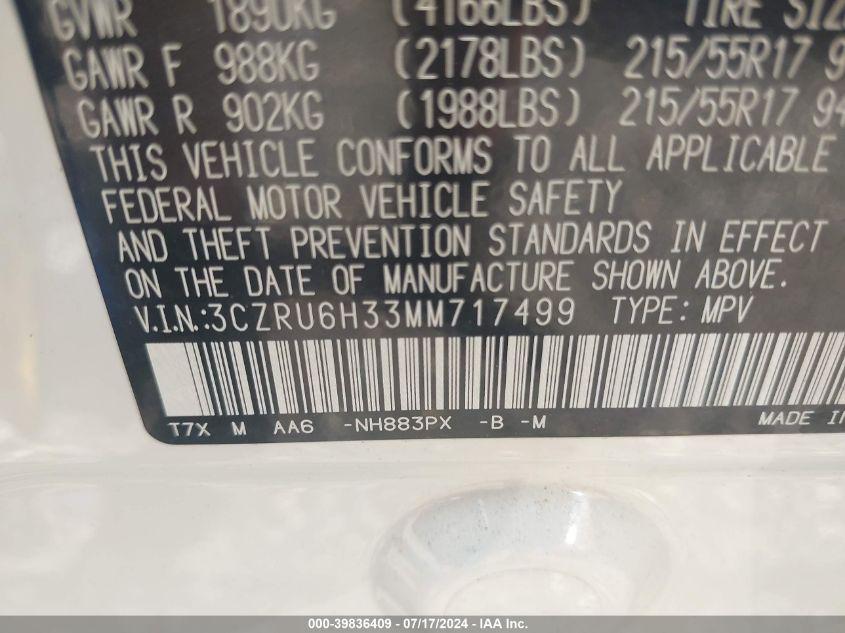 GVWR 1890KG (4166LBS) TIRE SIZ
GAWR F 988KG (2178LBS) 215/55R17 9
GAWR R 902KG (1988LBS) 215/55R17 94
THIS VEHICLE CONFORMS TO ALL APPLICABLE
FEDERAL MOTOR VEHICLE SAFETY
AND THEFT PREVENTION STANDARDS IN EFFECT
ON THE DATE OF MANUFACTURE SHOWN ABOVE.
V.I.N.:3CZRU6H33MM717499 TYPE: MPV
T7X M AA6 -NH883PX -B -M MADE IN
000-39836409 - 07/17/2024 - IAA Inc.